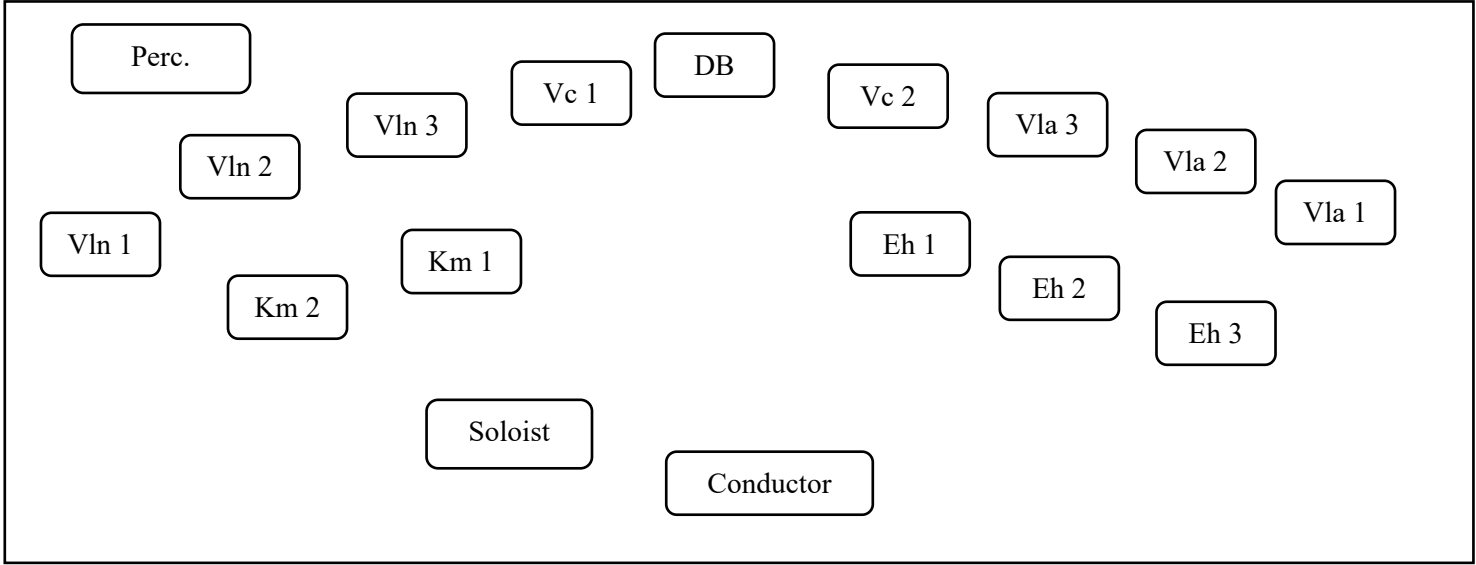 Perc.
DB
Vc 1
Vc 2
Vln 3
Vla 3
Vln 2
Vla 2
Vla 1
Vln 1
Km 1
Eh 1
Km 2
Eh 2
Eh 3
Soloist
Conductor